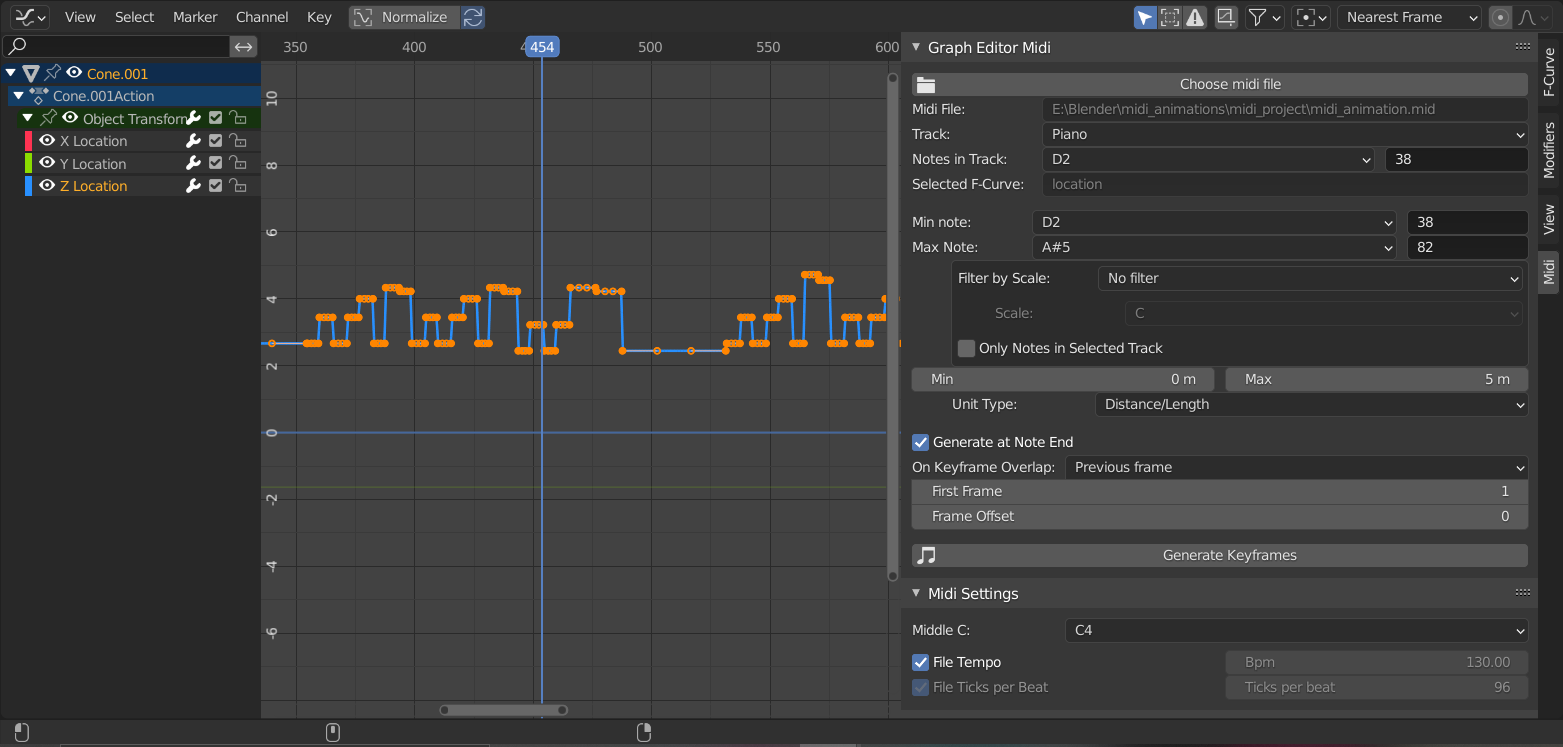 View Select Marker Channel Key Normalize Nearest Frame
350 400 454 500 550 600
Cone.001
Cone.001Action
Object Transform
X Location
Y Location
Z Location
10
8
6
4
2
0
-2
-4
-6
Graph Editor Midi
Choose midi file
Midi File: E:\Blender\midi_animations\midi_project\midi_animation.mid
Track: Piano
Notes in Track: D2 38
Selected F-Curve: location
Min note: D2 38
Max Note: A#5 82
Filter by Scale: No filter
Scale: C
Only Notes in Selected Track
Min 0 m Max 5 m
Unit Type: Distance/Length
Generate at Note End
On Keyframe Overlap: Previous frame
First Frame 1
Frame Offset 0
Generate Keyframes
Midi Settings
Middle C: C4
File Tempo Bpm 130.00
File Ticks per Beat Ticks per beat 96
F-Curve
Modifiers
View
Midi